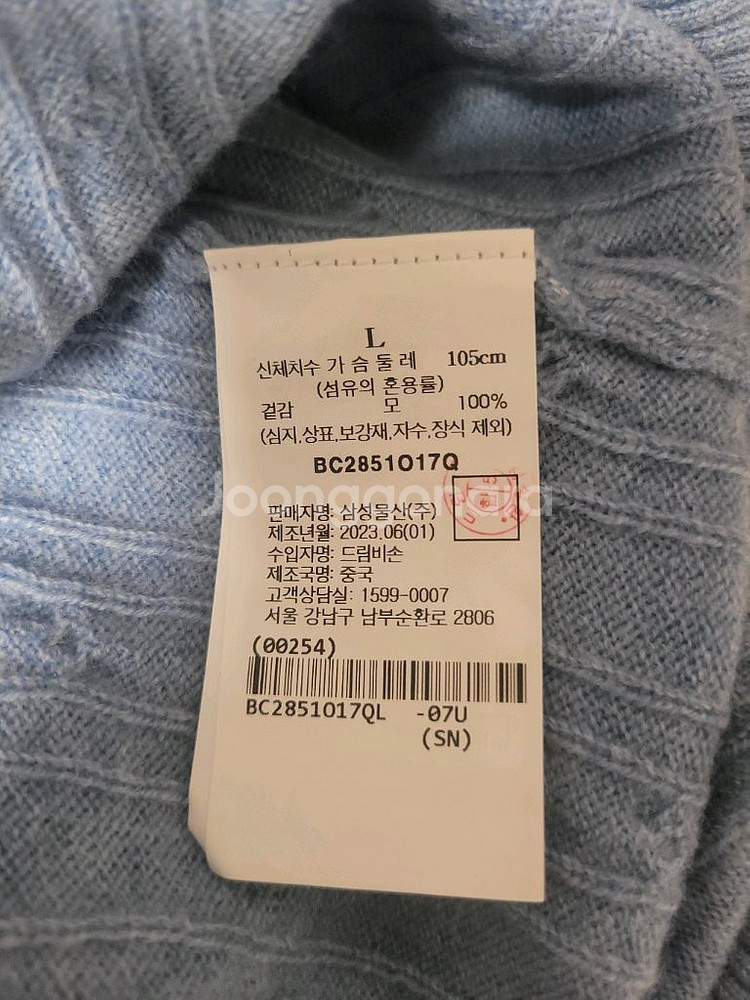 L
신체치수 가 슴 둘 레 105cm
(섬유의 혼용률)
겉감 모 100%
(심지,상표,보강재,자수,장식 제외)
BC2851O17Q
joonggonara
판매자명: 삼성물산(주)
제조년월: 2023.06(01)
수입자명: 드림비손
제조국명: 중국
고객상담실: 1599-0007
서울 강남구 남부순환로 2806
(00254)
BC2851O17QL -07U
(SN)